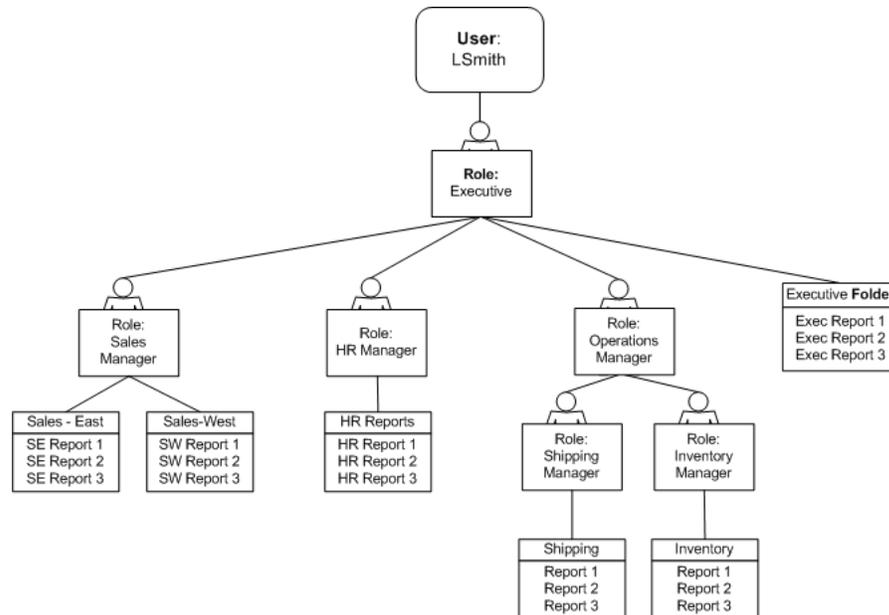 User:
LSmith
Role:
Executive
Role:
Sales
Manager
Role:
HR Manager
Role:
Operations
Manager
Executive Folde
Exec Report 1
Exec Report 2
Exec Report 3
Sales - East
SE Report 1
SE Report 2
SE Report 3
Sales-West
SW Report 1
SW Report 2
SW Report 3
HR Reports
HR Report 1
HR Report 2
HR Report 3
Role:
Shipping
Manager
Role:
Inventory
Manager
Shipping
Report 1
Report 2
Report 3
Inventory
Report 1
Report 2
Report 3